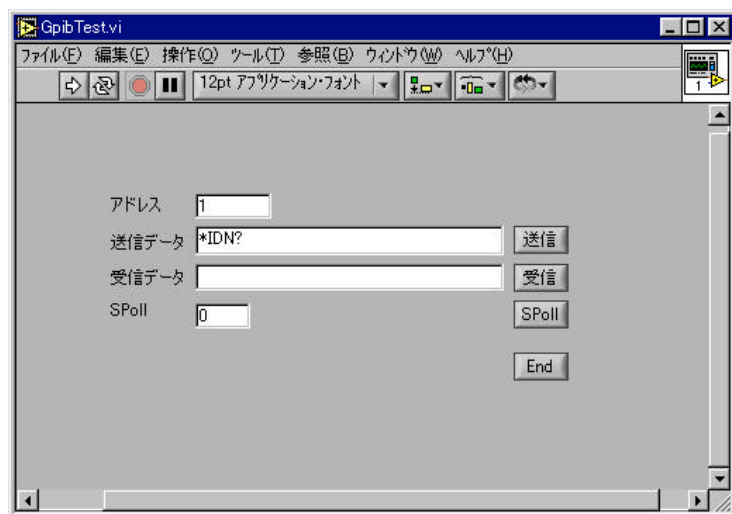 GpibTest.vi
ファイル(F) 編集(E) 操作(O) ツール(T) 参照(B) ウィンドウ(W) ヘルプ(H)
12pt アプリケーション・フォント
1
アドレス 1
送信データ *IDN? 送信
受信データ 受信
SPoll 0 SPoll
End